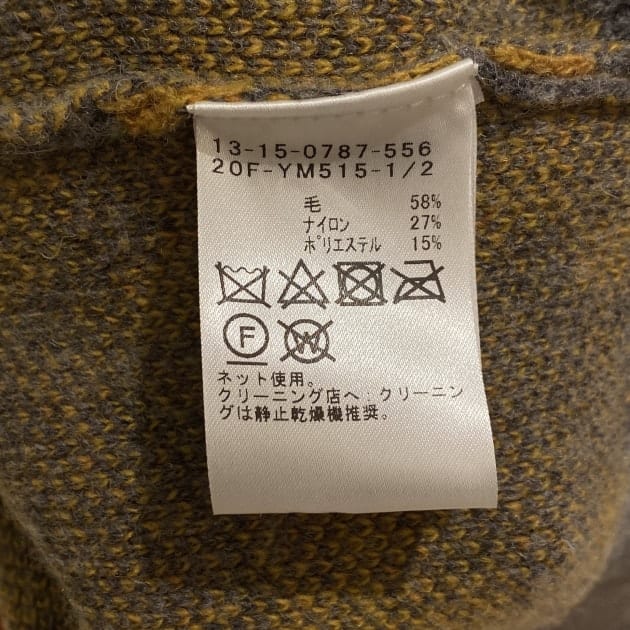 13-15-0787-556
20F-YM515-1/2
毛 58%
ナイロン 27%
ポリエステル 15%
F W
ネット使用。
クリーニング店へ:クリーニン
グは静止乾燥機推奨。